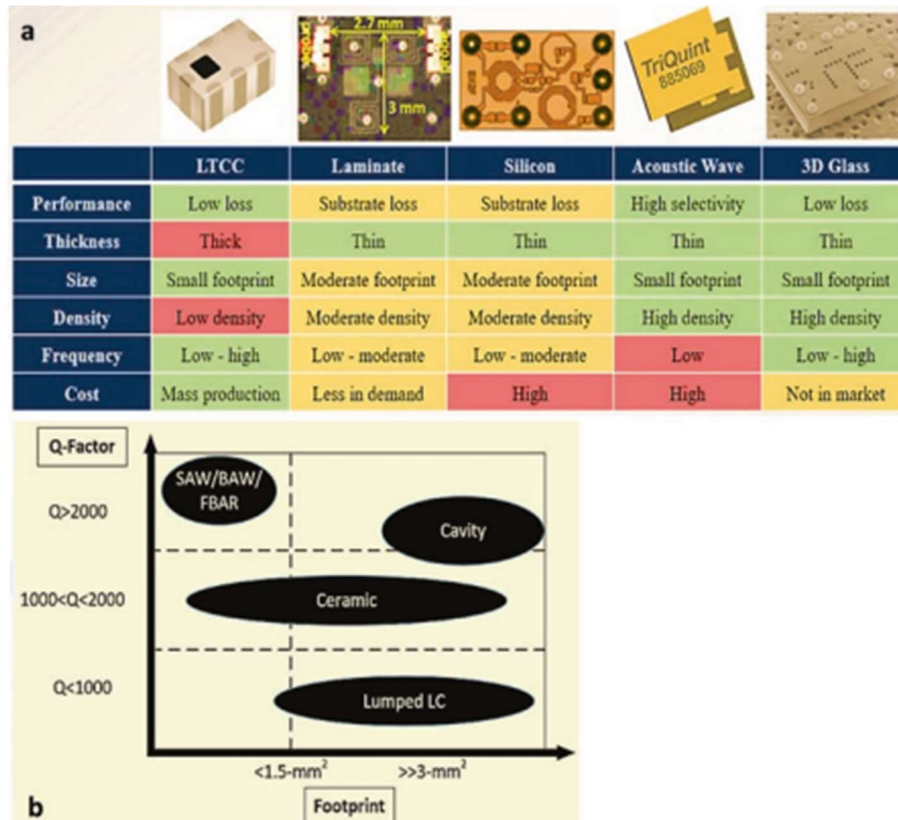 a
2.7 mm
probe
3 mm
TriQuint
885069
LTCC Laminate Silicon Acoustic Wave 3D Glass
Performance Low loss Substrate loss Substrate loss High selectivity Low loss
Thickness Thick Thin Thin Thin Thin
Size Small footprint Moderate footprint Moderate footprint Small footprint Small footprint
Density Low density Moderate density Moderate density High density High density
Frequency Low - high Low - moderate Low - moderate Low Low - high
Cost Mass production Less in demand High High Not in market
Q-Factor
SAW/BAW/
FBAR
Q>2000
Cavity
1000<Q<2000
Ceramic
Q<1000
Lumped LC
<1.5-mm²
>>3-mm²
b
Footprint